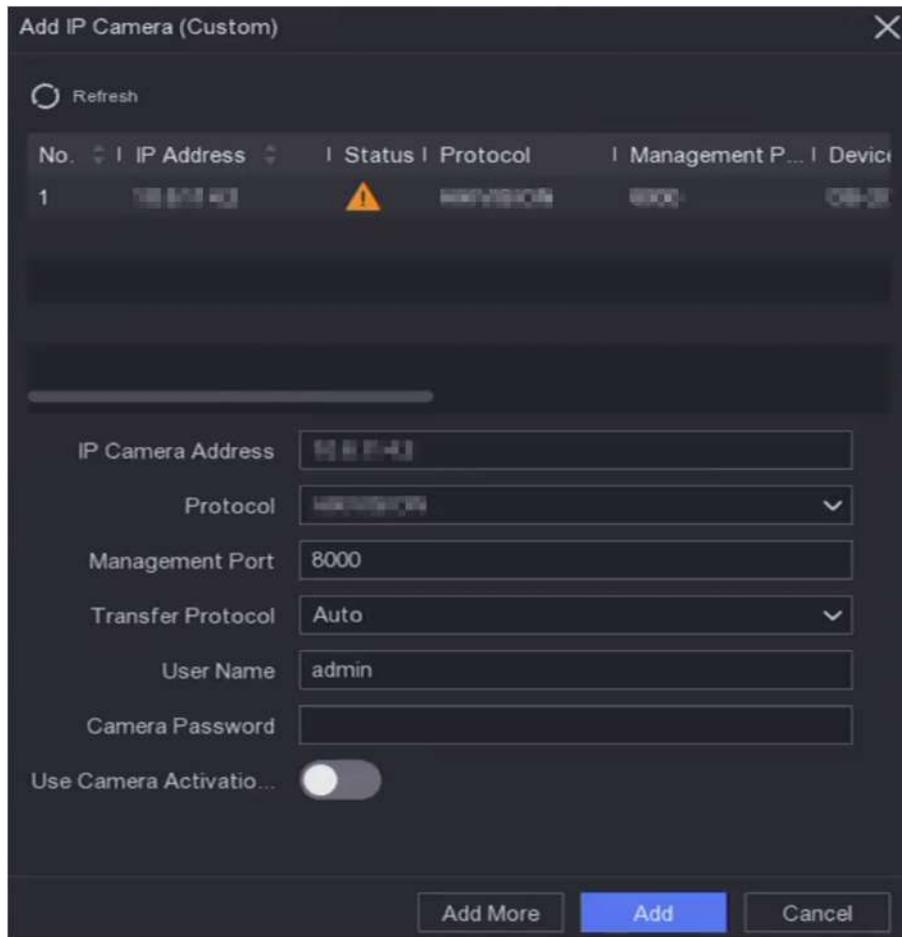 Add IP Camera (Custom)
Refresh
No. IP Address Status Protocol Management P... Device
1
IP Camera Address
Protocol
Management Port 8000
Transfer Protocol Auto
User Name admin
Camera Password
Use Camera Activatio...
Add More Add Cancel